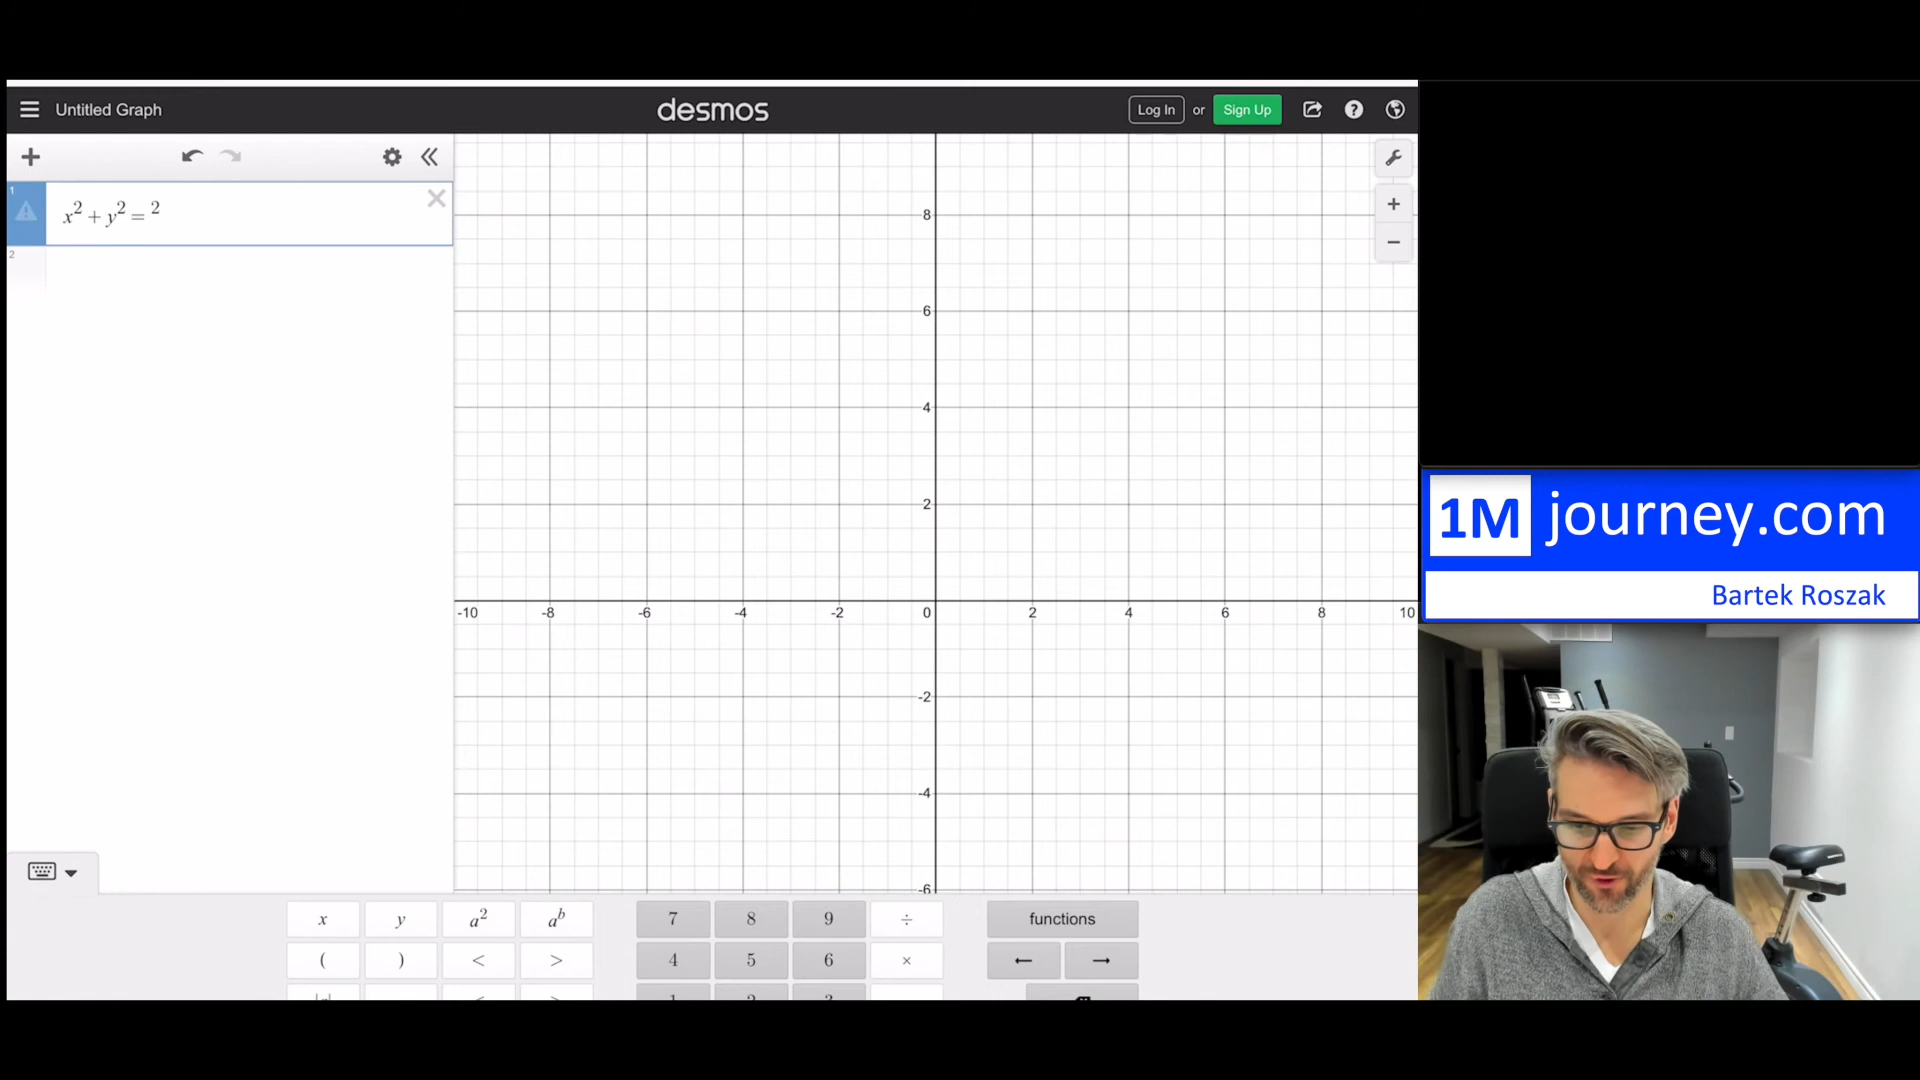 Untitled Graph
desmos
Log In or Sign Up
1
x² + y² = ²
2
8
6
4
2
-10 -8 -6 -4 -2 0 2 4 6 8 10
-2
-4
-6
x y a² aᵇ 7 8 9 ÷ functions
( ) < > 4 5 6 × ← →
1M journey.com
Bartek Roszak